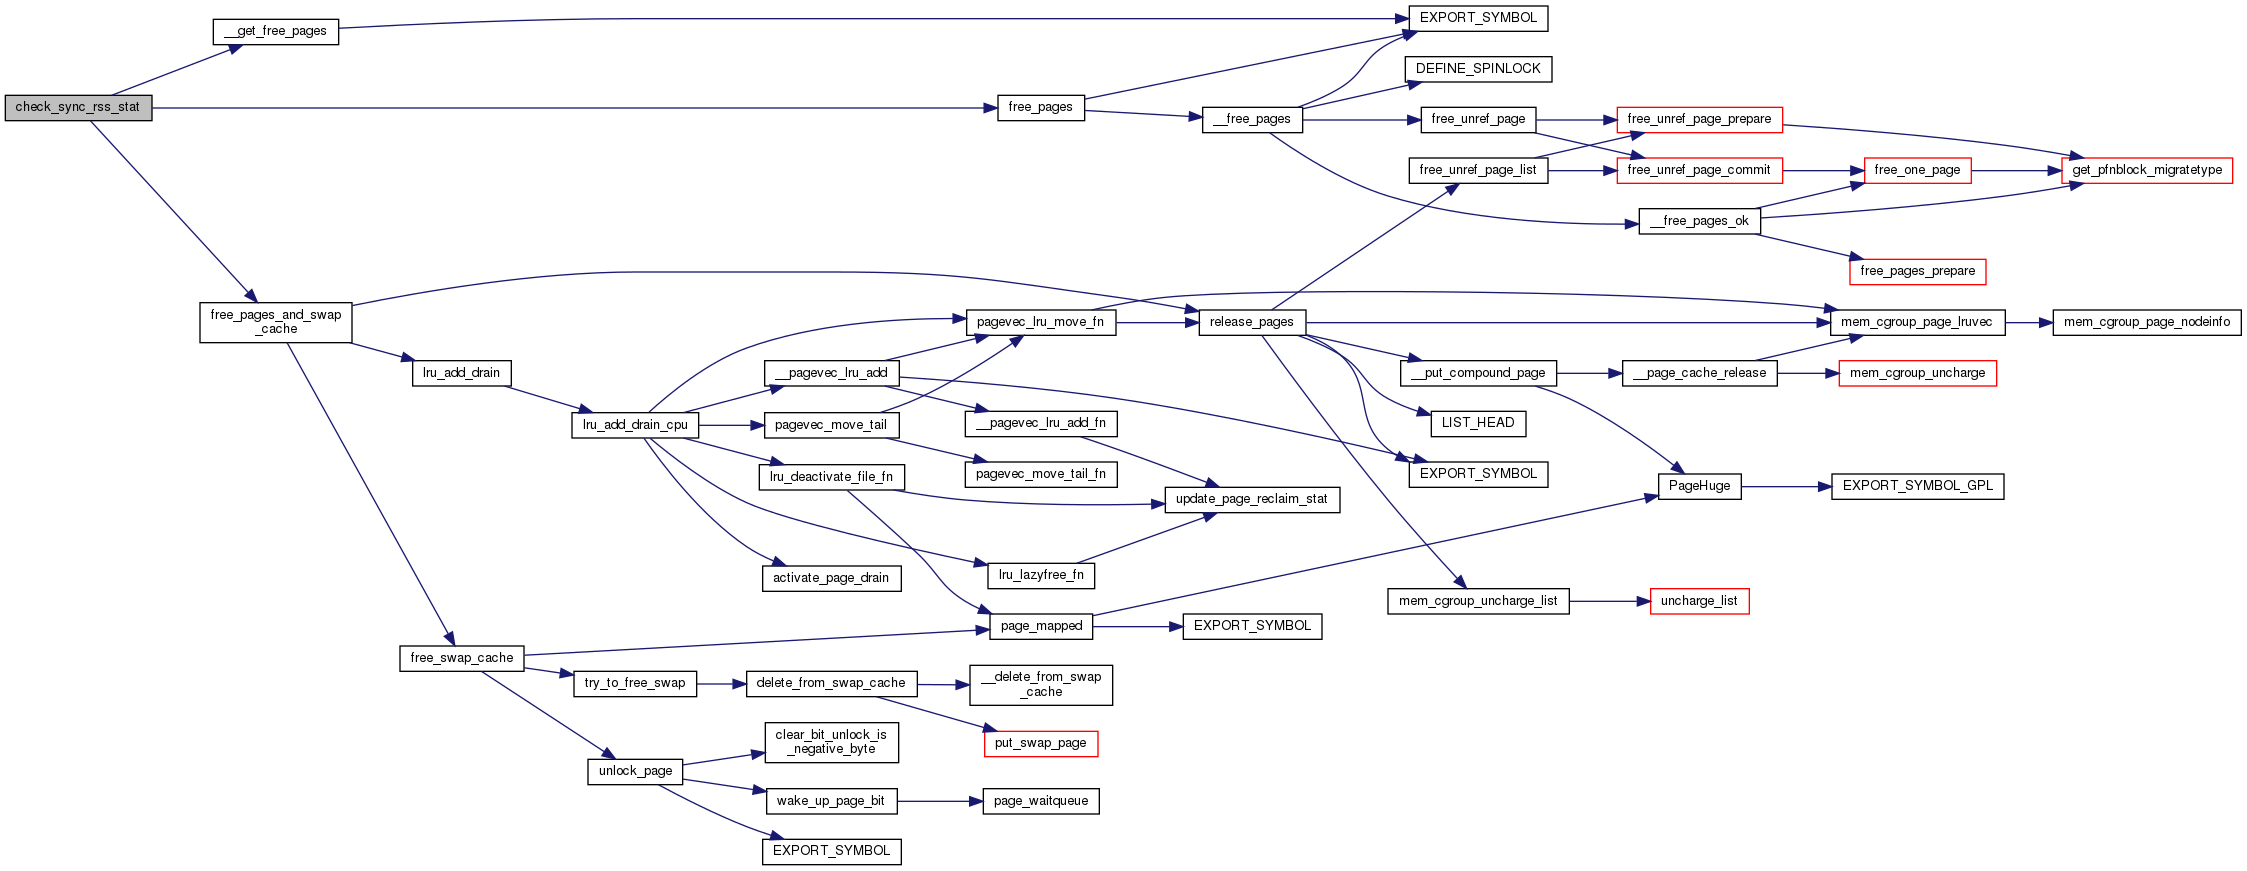 check_sync_rss_stat
__get_free_pages
EXPORT_SYMBOL
free_pages
DEFINE_SPINLOCK
__free_pages
free_unref_page
free_unref_page_prepare
free_unref_page_list
free_unref_page_commit
free_one_page
get_pfnblock_migratetype
__free_pages_ok
free_pages_prepare
free_pages_and_swap
_cache
lru_add_drain
lru_add_drain_cpu
pagevec_lru_move_fn
__pagevec_lru_add
pagevec_move_tail
lru_deactivate_file_fn
activate_page_drain
__pagevec_lru_add_fn
pagevec_move_tail_fn
lru_lazyfree_fn
page_mapped
release_pages
update_page_reclaim_stat
EXPORT_SYMBOL
__put_compound_page
LIST_HEAD
EXPORT_SYMBOL
mem_cgroup_uncharge_list
__page_cache_release
PageHuge
uncharge_list
mem_cgroup_page_lruvec
mem_cgroup_uncharge
EXPORT_SYMBOL_GPL
mem_cgroup_page_nodeinfo
free_swap_cache
try_to_free_swap
delete_from_swap_cache
__delete_from_swap
_cache
put_swap_page
unlock_page
clear_bit_unlock_is
_negative_byte
wake_up_page_bit
page_waitqueue
EXPORT_SYMBOL